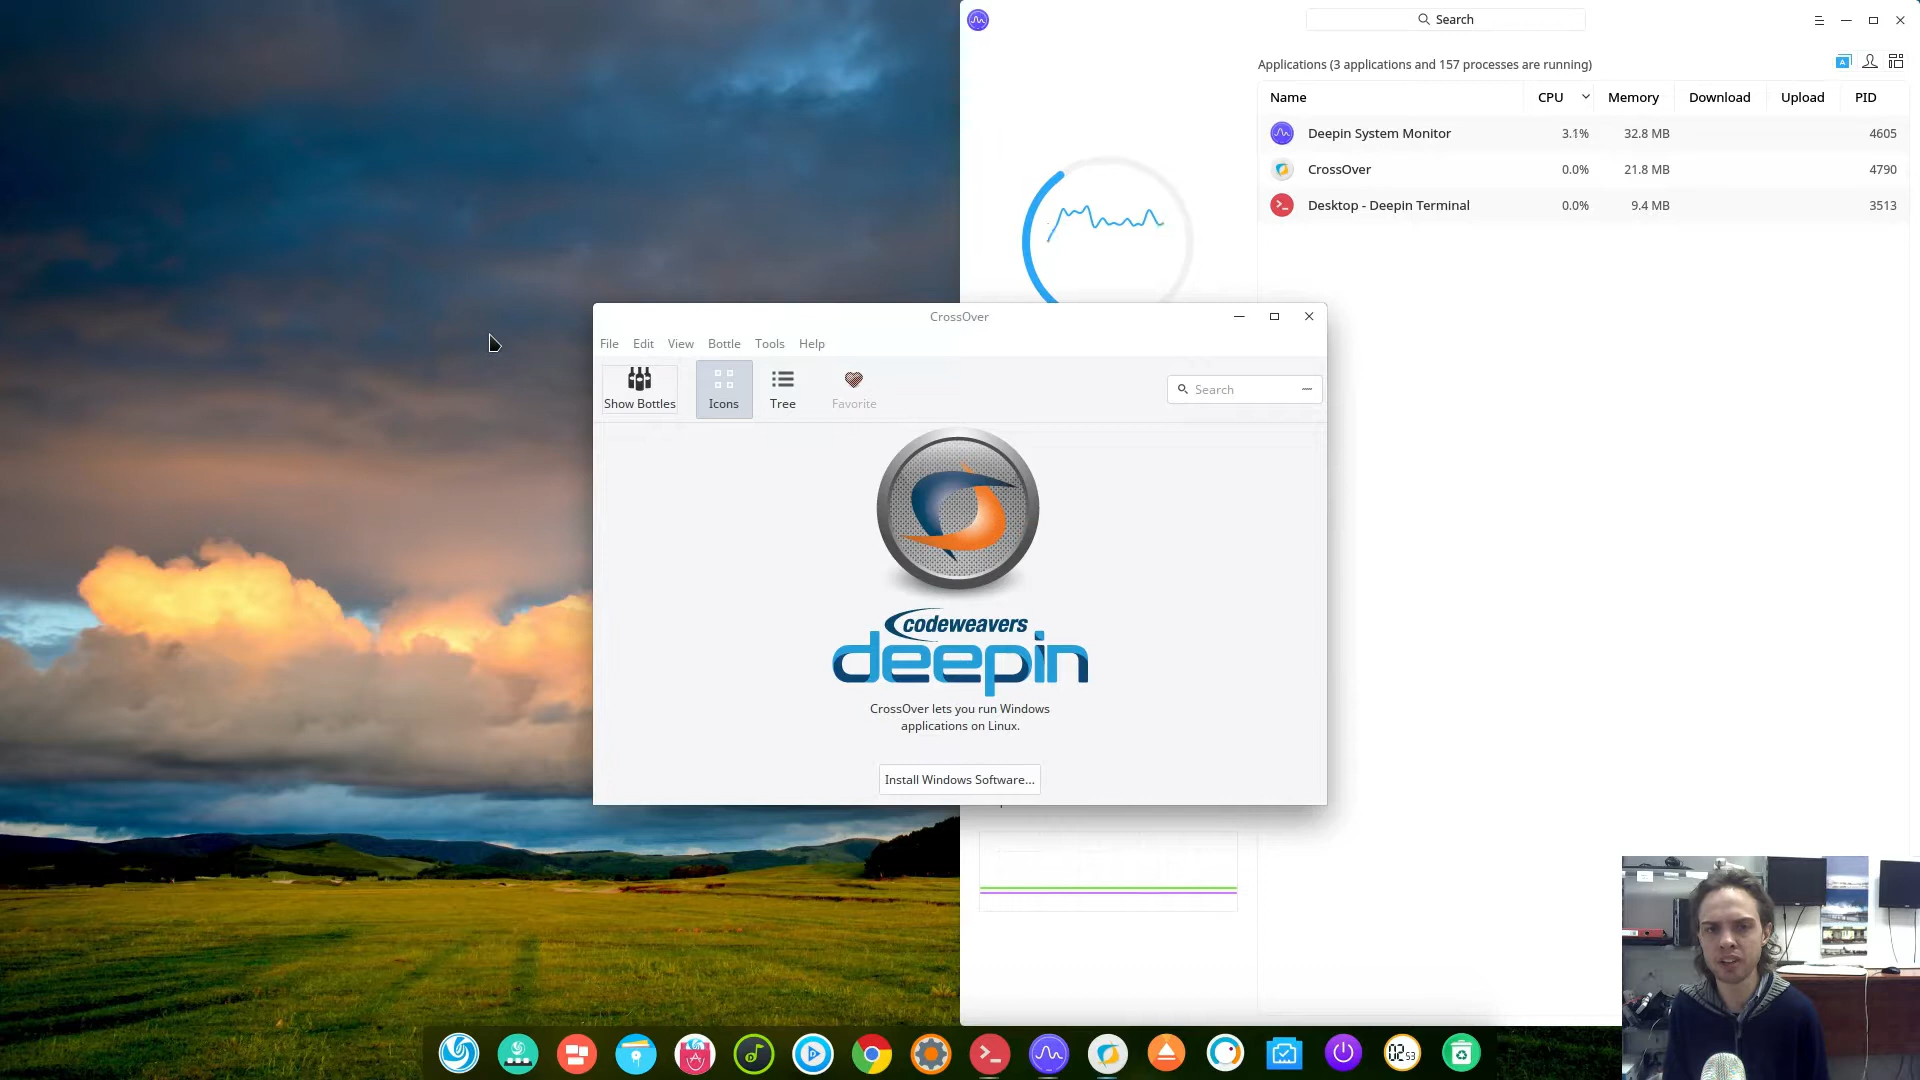 Search
Applications (3 applications and 157 processes are running)
Name CPU Memory Download Upload PID
Deepin System Monitor 3.1% 32.8 MB 4605
CrossOver 0.0% 21.8 MB 4790
Desktop - Deepin Terminal 0.0% 9.4 MB 3513
CrossOver
File Edit View Bottle Tools Help
Show Bottles Icons Tree Favorite Search
codeweavers
deepin
CrossOver lets you run Windows
applications on Linux.
Install Windows Software...
02 53